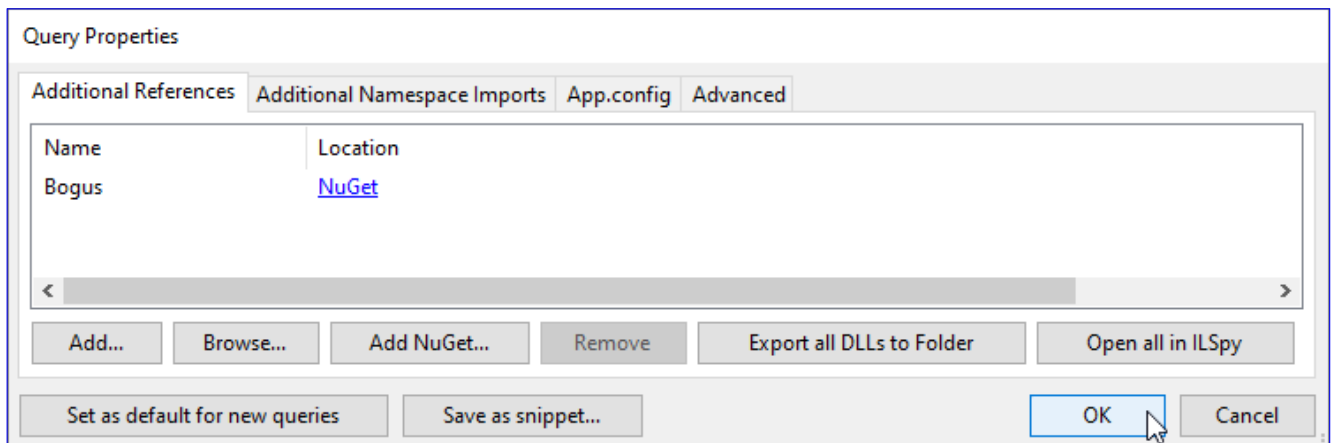 Query Properties
Additional References Additional Namespace Imports App.config Advanced
Name Location
Bogus NuGet
Add... Browse... Add NuGet... Remove Export all DLLs to Folder Open all in ILSpy
Set as default for new queries Save as snippet... OK Cancel